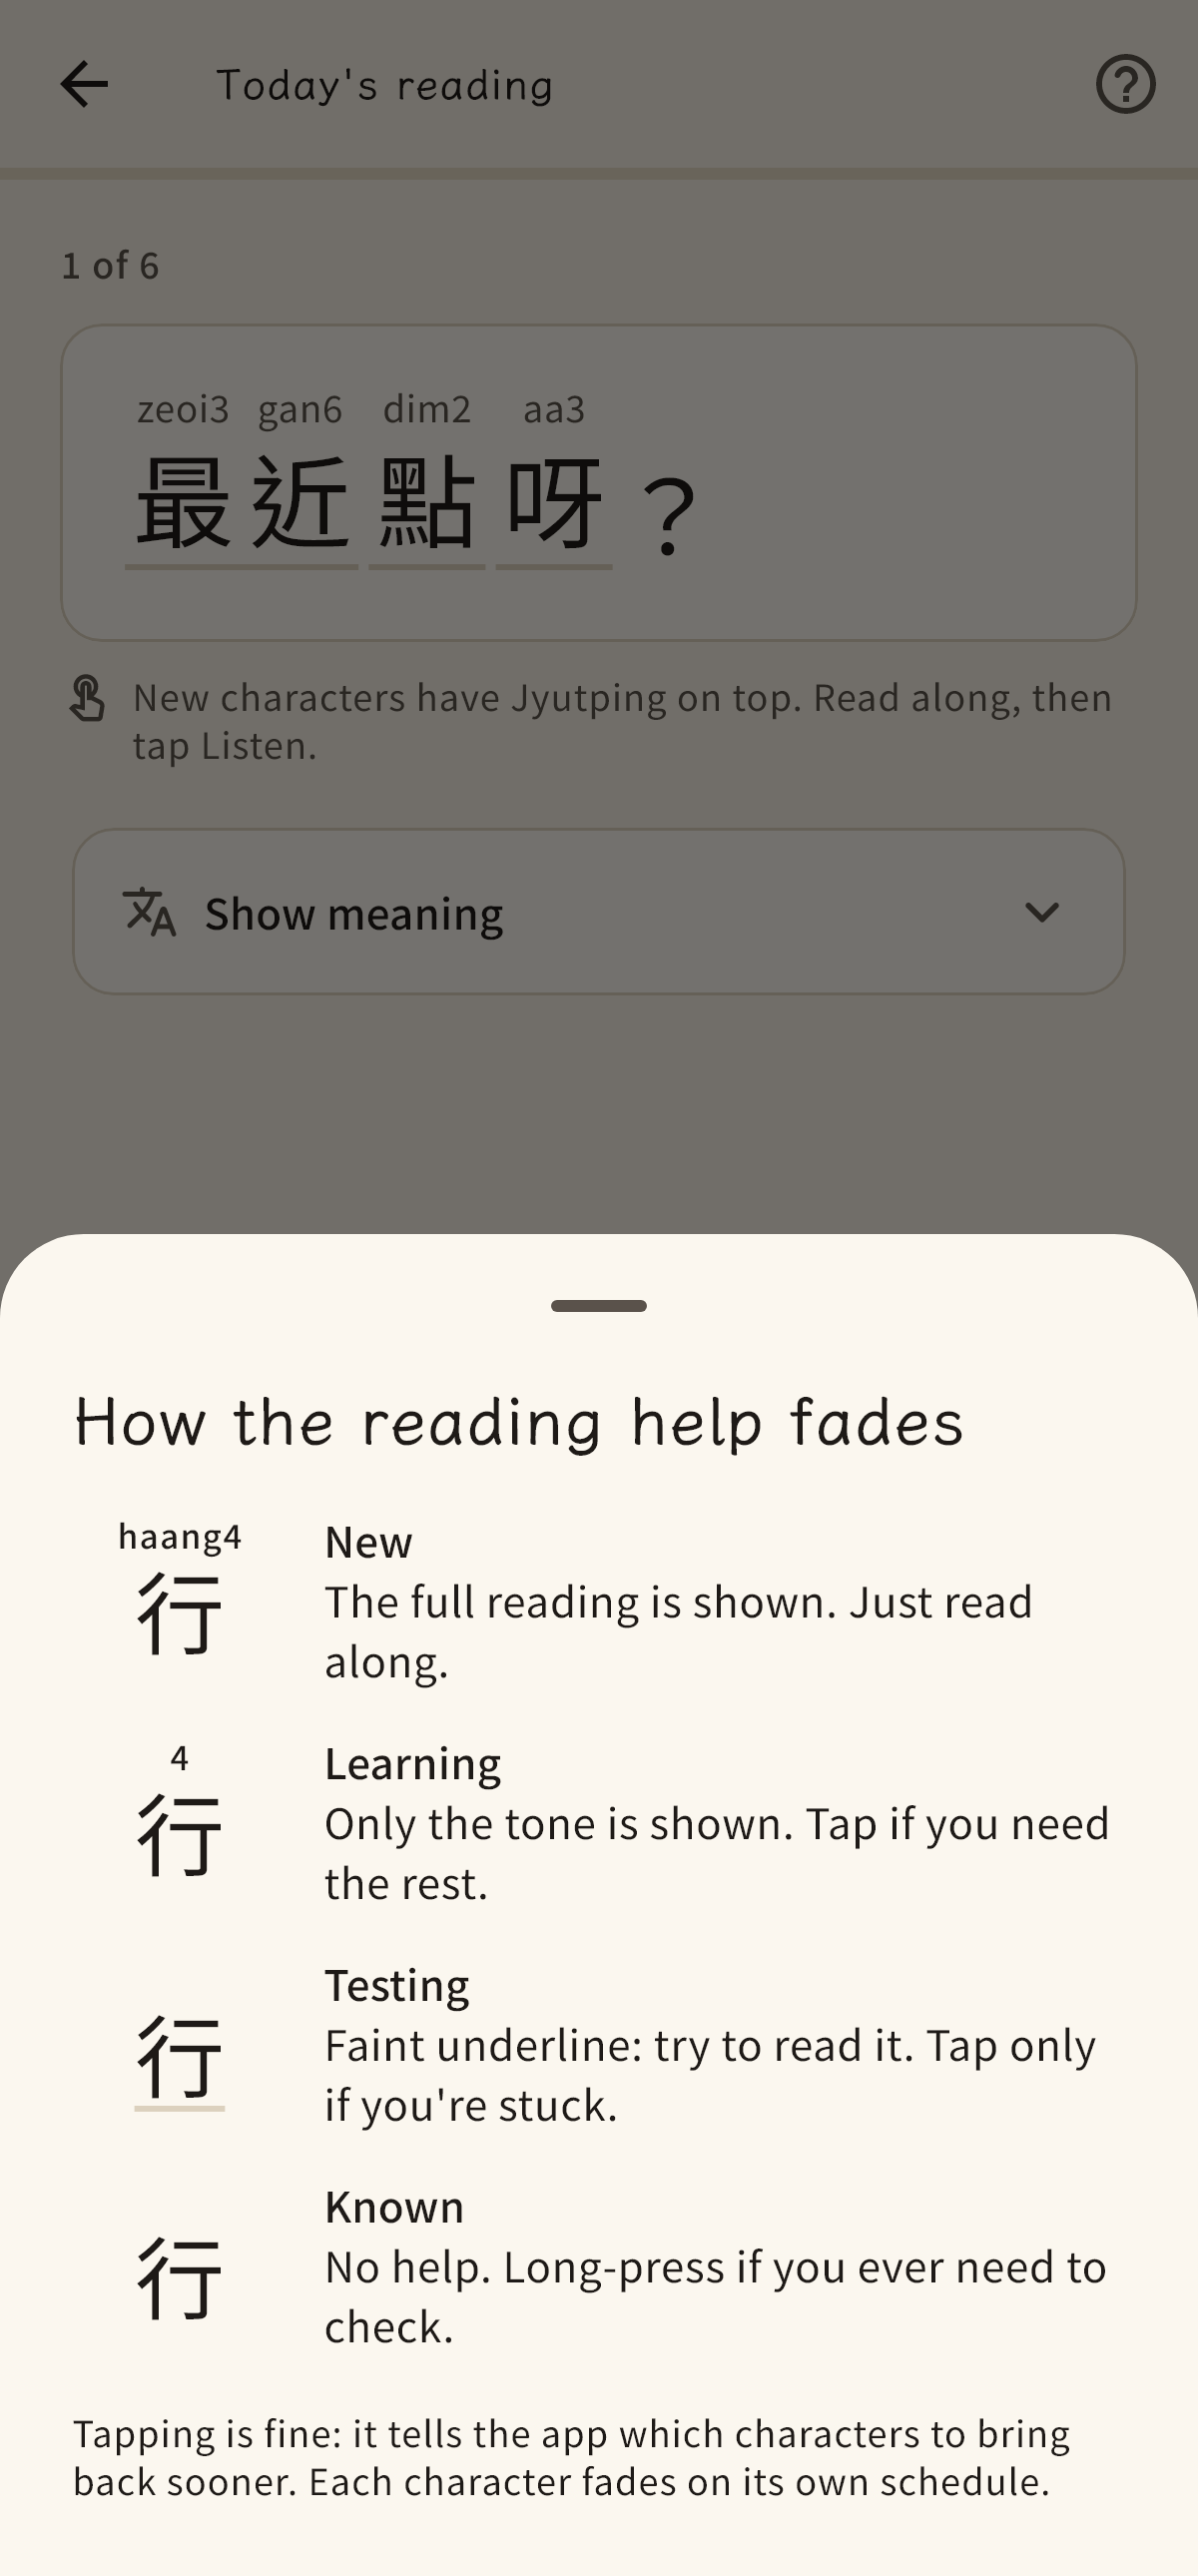 Today's reading
1 of 6
zeoi3 gan6 dim2 aa3
最近點呀？
New characters have Jyutping on top. Read along, then
tap Listen.
Show meaning
How the reading help fades
haang4
行
New
The full reading is shown. Just read
along.
4
行
Learning
Only the tone is shown. Tap if you need
the rest.
行
Testing
Faint underline: try to read it. Tap only
if you're stuck.
行
Known
No help. Long-press if you ever need to
check.
Tapping is fine: it tells the app which characters to bring
back sooner. Each character fades on its own schedule.